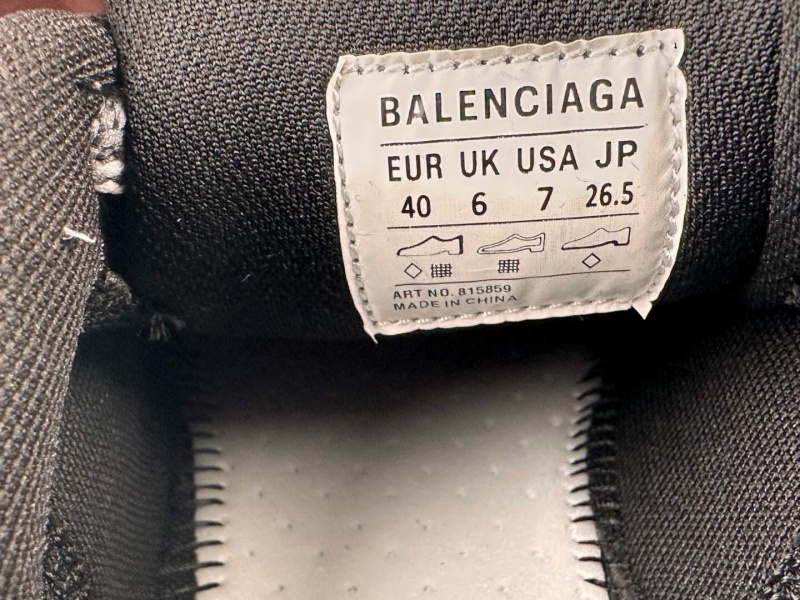 BALENCIAGA
EUR UK USA JP
40 6 7 26.5
ART NO. 815859
MADE IN CHINA